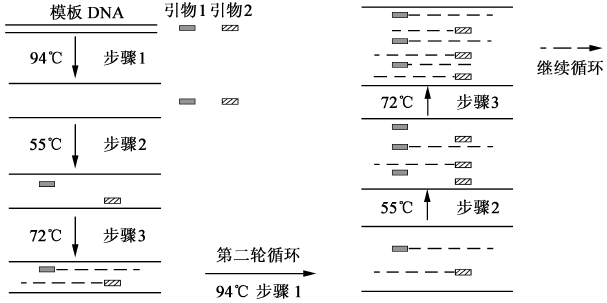 模板 DNA
引物1 引物2
94℃ 步骤1
55℃ 步骤2
72℃ 步骤3
第二轮循环
94℃ 步骤 1
继续循环
72℃ 步骤3
55℃ 步骤2